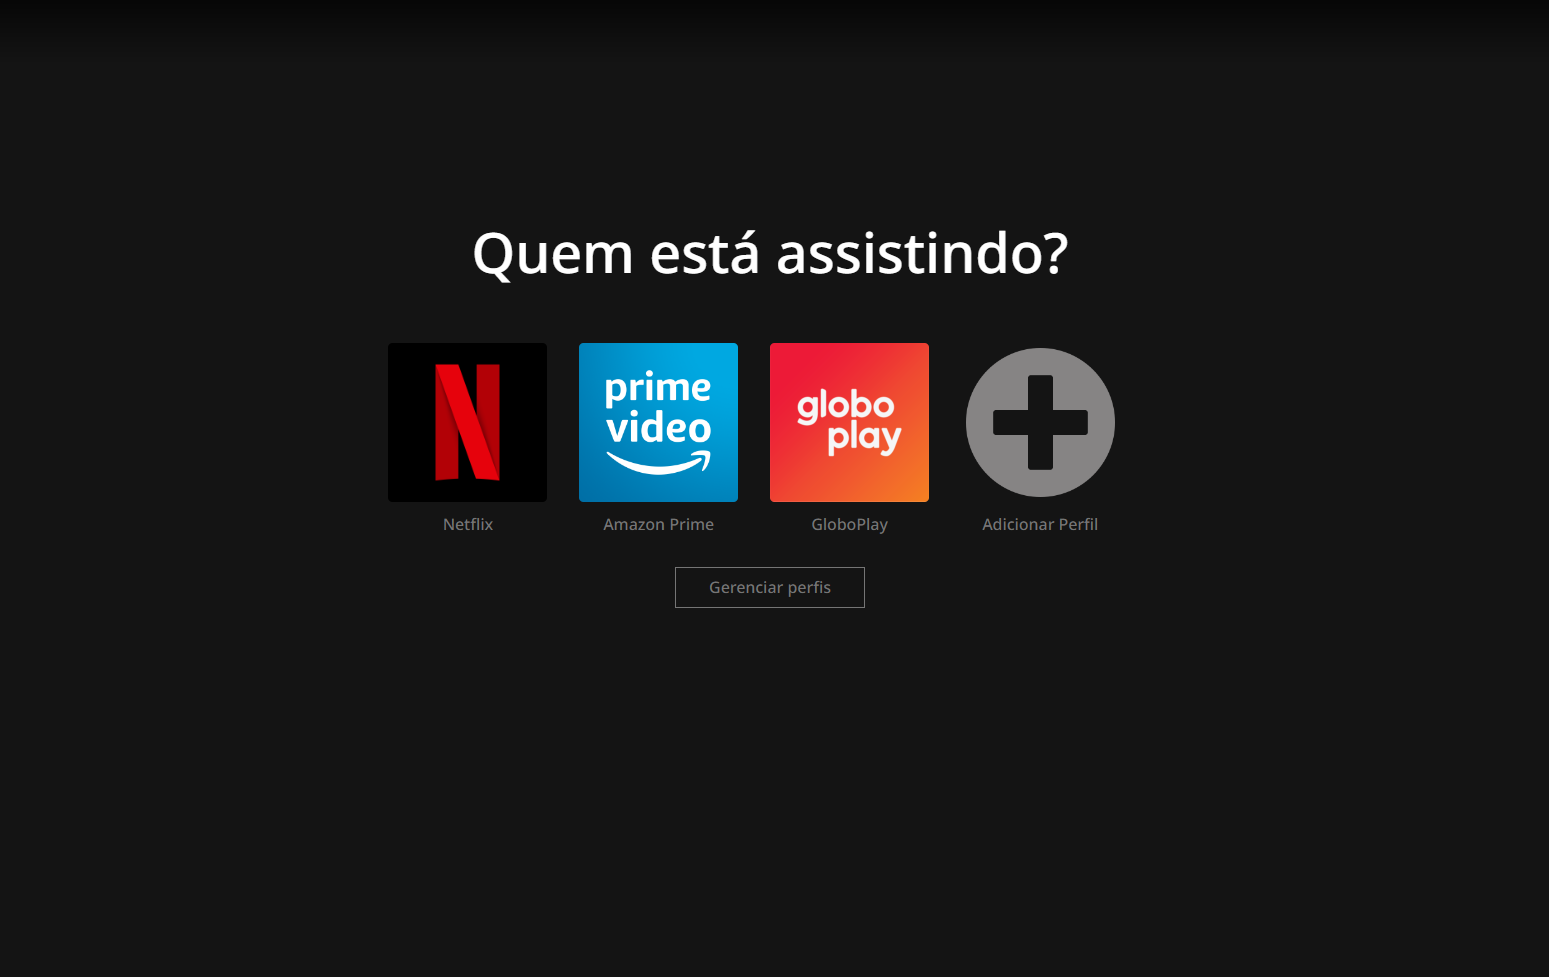 Quem está assistindo?
N
prime
video
globo
play
Netflix
Amazon Prime
GloboPlay
Adicionar Perfil
Gerenciar perfis